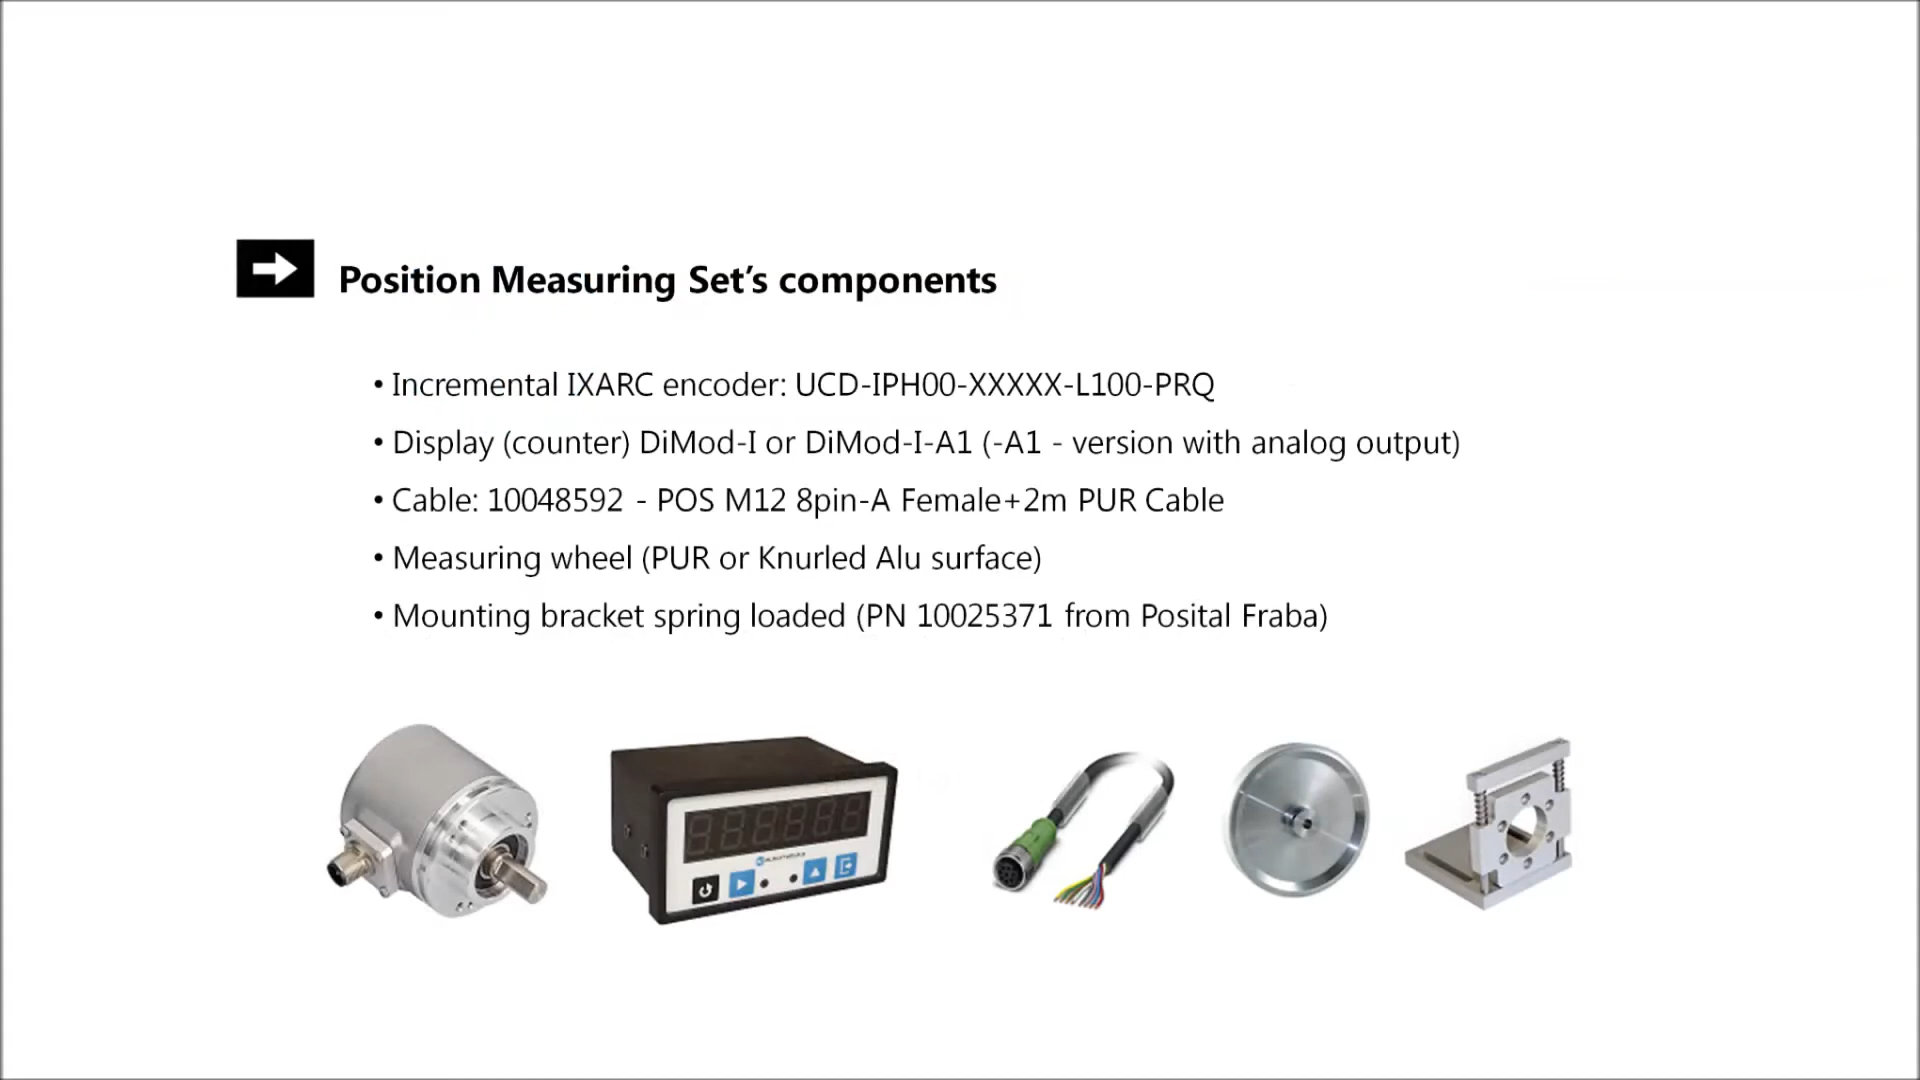 Position Measuring Set's components
• Incremental IXARC encoder: UCD-IPH00-XXXXX-L100-PRQ
• Display (counter) DiMod-I or DiMod-I-A1 (-A1 - version with analog output)
• Cable: 10048592 - POS M12 8pin-A Female+2m PUR Cable
• Measuring wheel (PUR or Knurled Alu surface)
• Mounting bracket spring loaded (PN 10025371 from Posital Fraba)